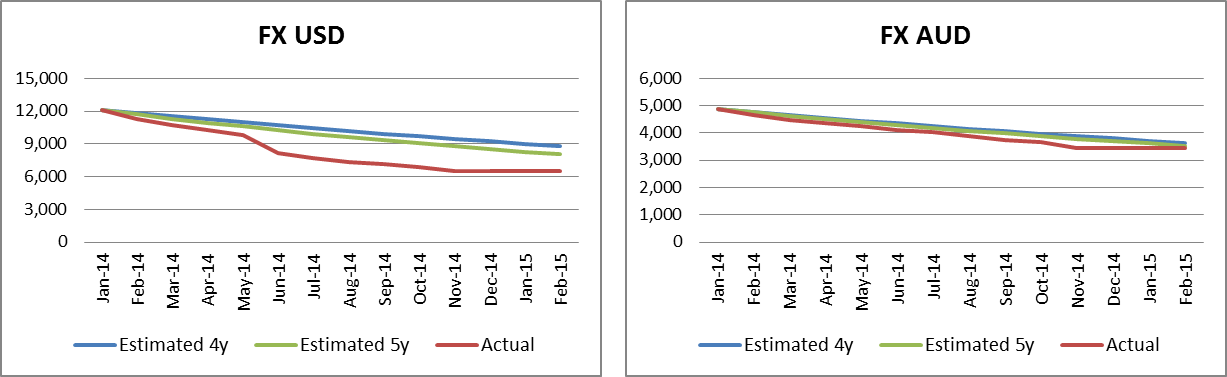 FX USD
15,000
12,000
9,000
6,000
3,000
0
Jan-14
Feb-14
Mar-14
Apr-14
May-14
Jun-14
Jul-14
Aug-14
Sep-14
Oct-14
Nov-14
Dec-14
Jan-15
Feb-15
Estimated 4y Estimated 5y Actual
FX AUD
6,000
5,000
4,000
3,000
2,000
1,000
0
Jan-14
Feb-14
Mar-14
Apr-14
May-14
Jun-14
Jul-14
Aug-14
Sep-14
Oct-14
Nov-14
Dec-14
Jan-15
Feb-15
Estimated 4y Estimated 5y Actual